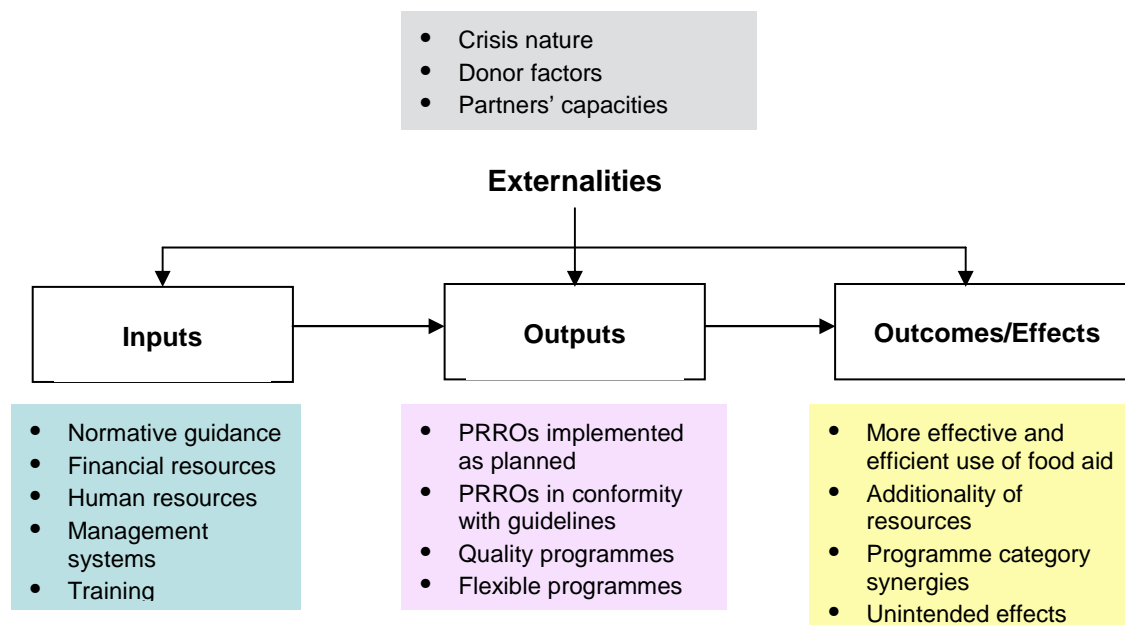 • Crisis nature
• Donor factors
• Partners’ capacities
Externalities
Inputs
Outputs
Outcomes/Effects
• Normative guidance
• Financial resources
• Human resources
• Management
systems
• Training
• PRROs implemented
as planned
• PRROs in conformity
with guidelines
• Quality programmes
• Flexible programmes
• More effective and
efficient use of food aid
• Additionality of
resources
• Programme category
synergies
• Unintended effects